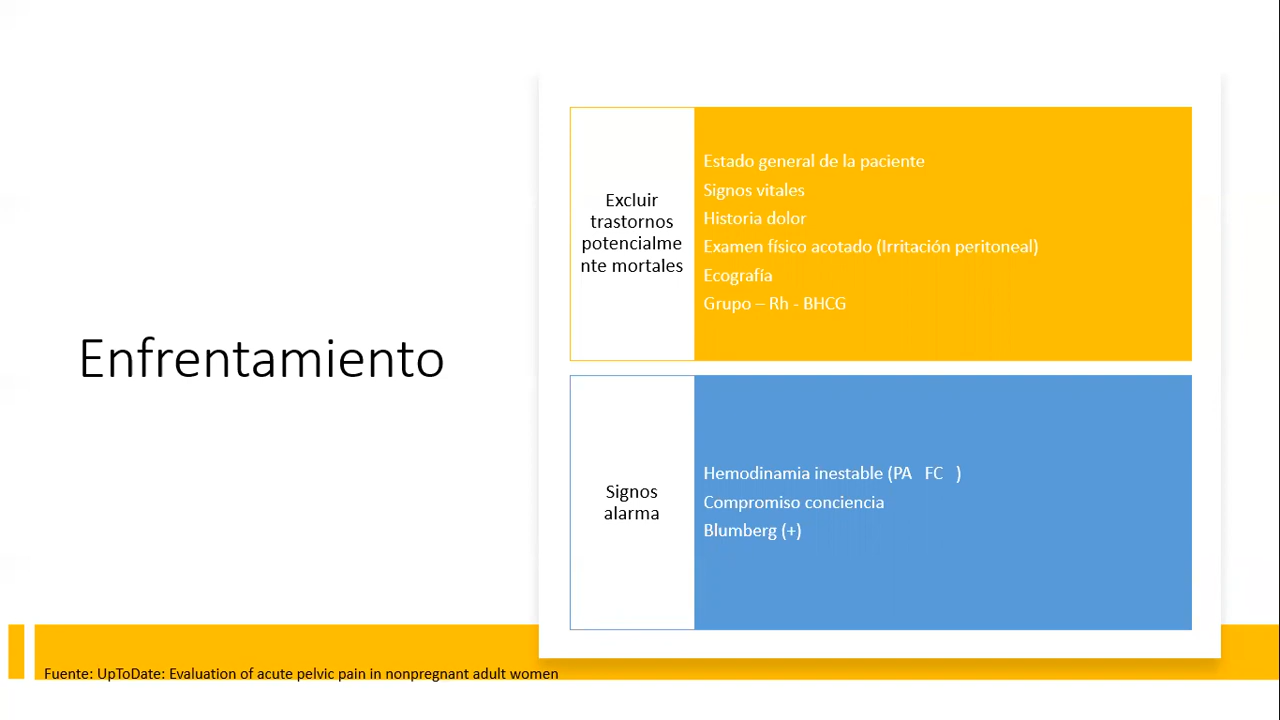 Enfrentamiento
Excluir
trastornos
potencialme
nte mortales
Estado general de la paciente
Signos vitales
Historia dolor
Examen físico acotado (Irritación peritoneal)
Ecografía
Grupo – Rh - BHCG
Signos
alarma
Hemodinamia inestable (PA FC )
Compromiso conciencia
Blumberg (+)
Fuente: UpToDate: Evaluation of acute pelvic pain in nonpregnant adult women